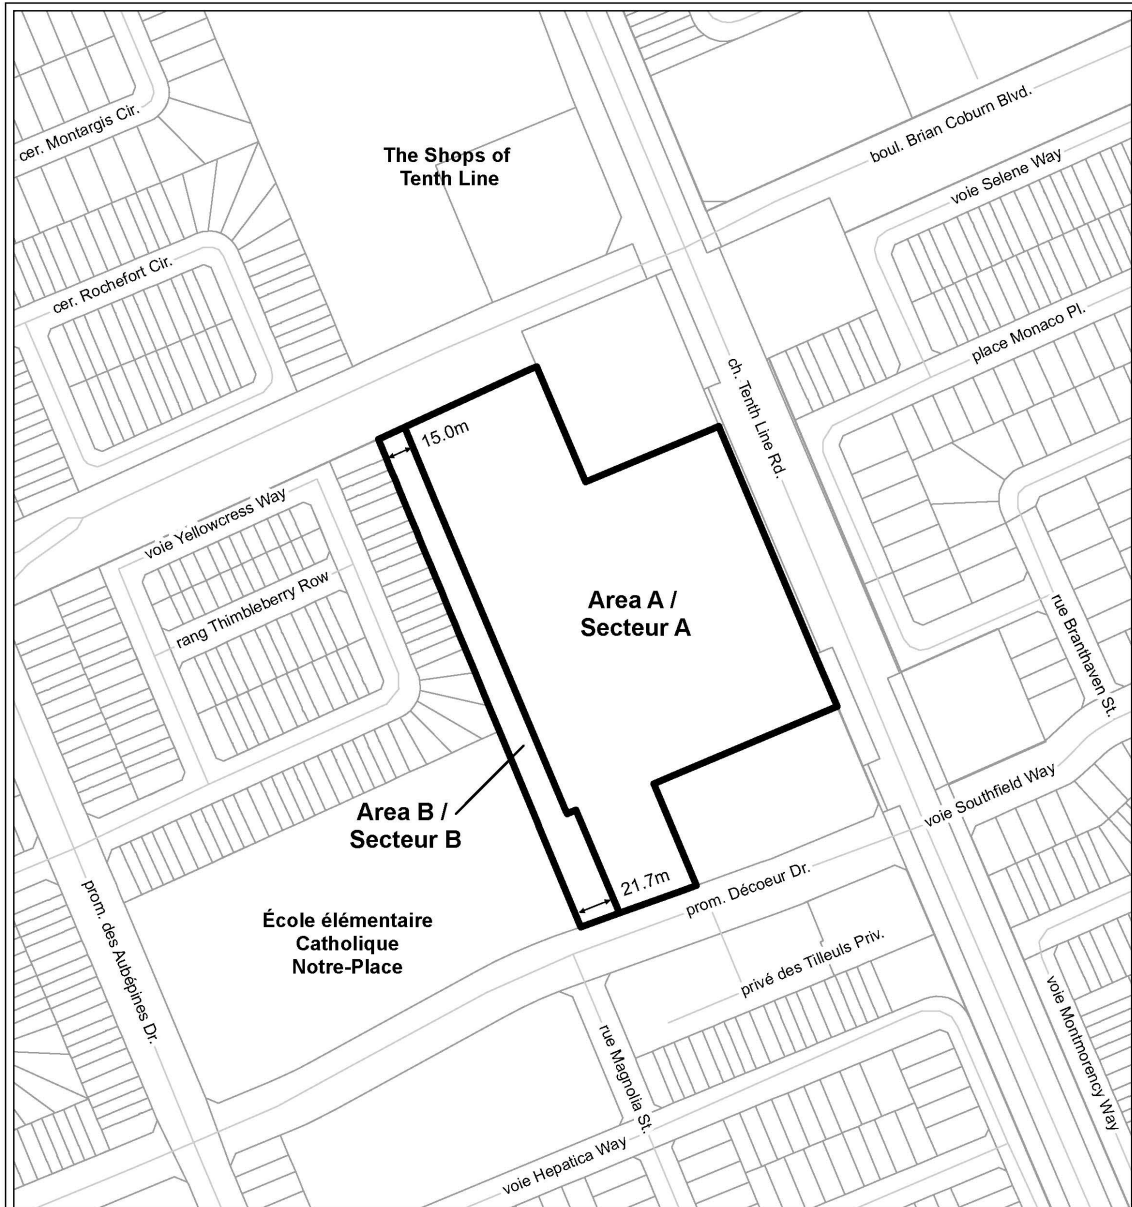 cer. Montargis Cir.
boul. Brian Coburn Blvd.
The Shops of
Tenth Line
voie Selene Way
cer. Rochefort Cir.
place Monaco Pl.
ch. Tenth Line Rd.
15.0m
voie Yellowcress Way
rang Thimbleberry Row
Area A /
Secteur A
rue Branthaven St.
Area B /
Secteur B
voie Southfield Way
21.7m
prom. Décoeur Dr.
prom. des Aubépines Dr.
École élémentaire
Catholique
Notre-Place
privé des Tilleuls Priv.
voie Montmorency Way
rue Magnolia St.
voie Hepatica Way